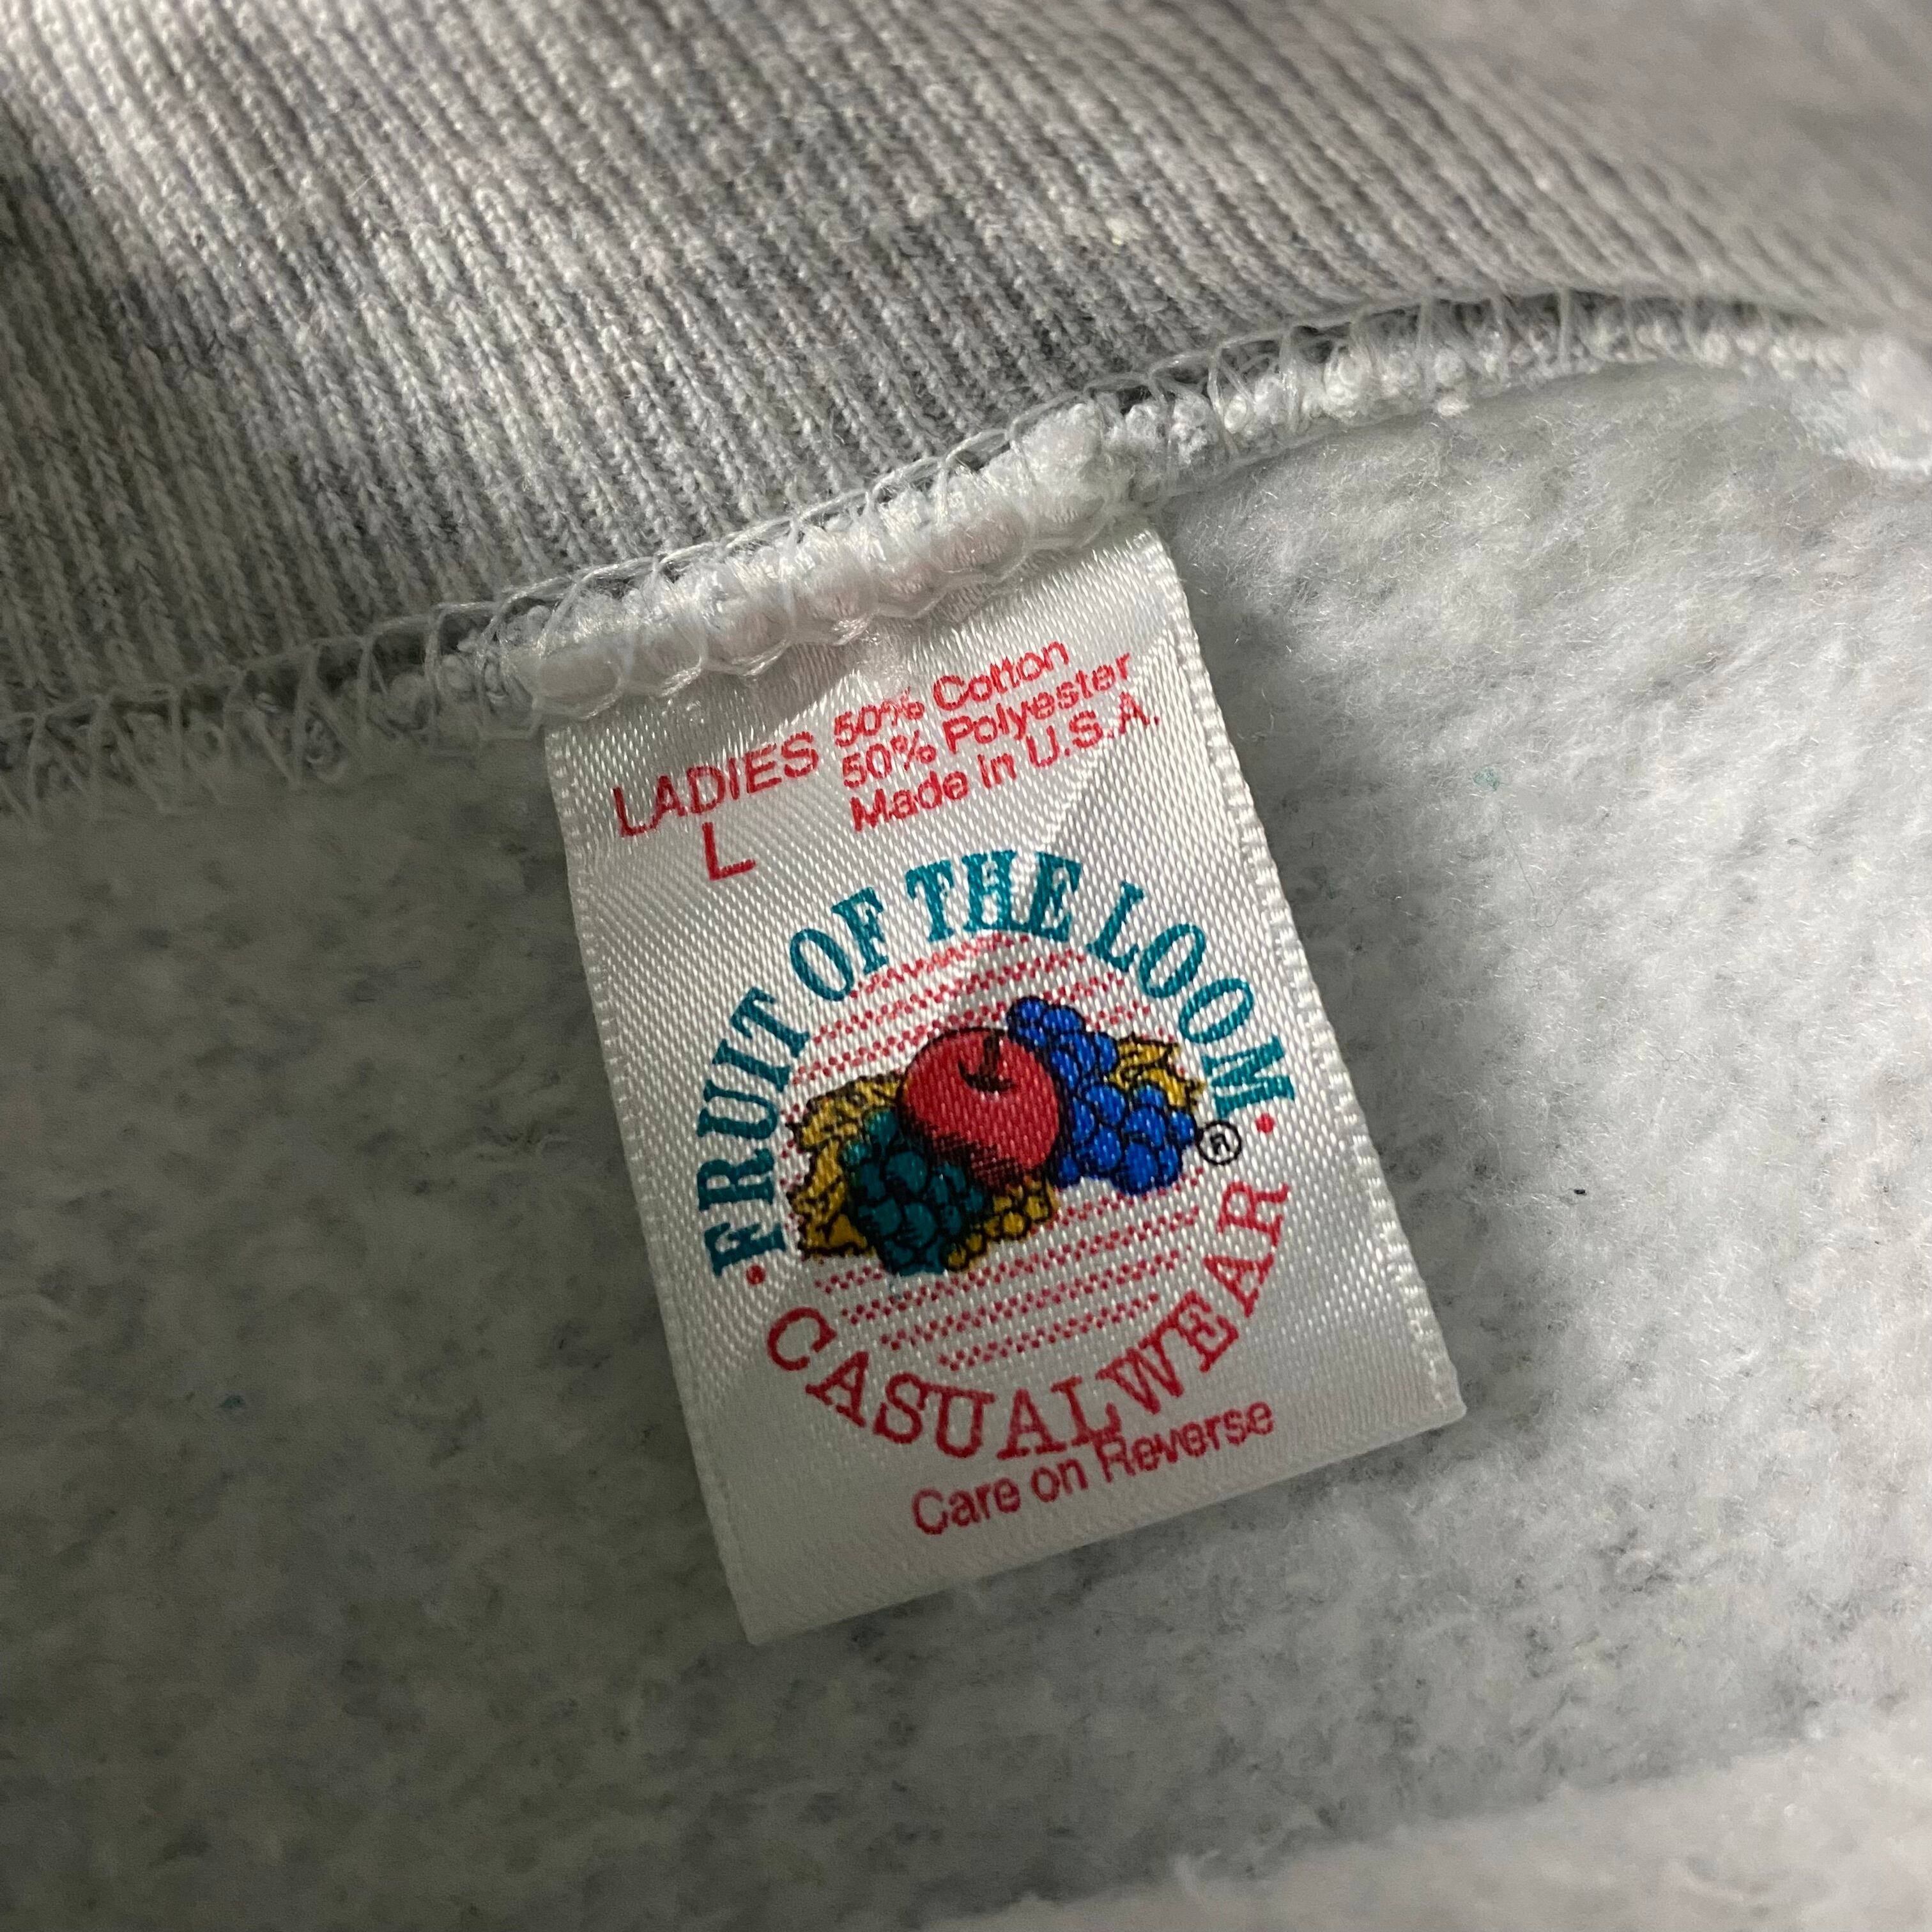 LADIES
L
50% Cotton
50% Polyester
Made in U.S.A.
FRUIT OF THE LOOM
®
CASUALWEAR
Care on Reverse